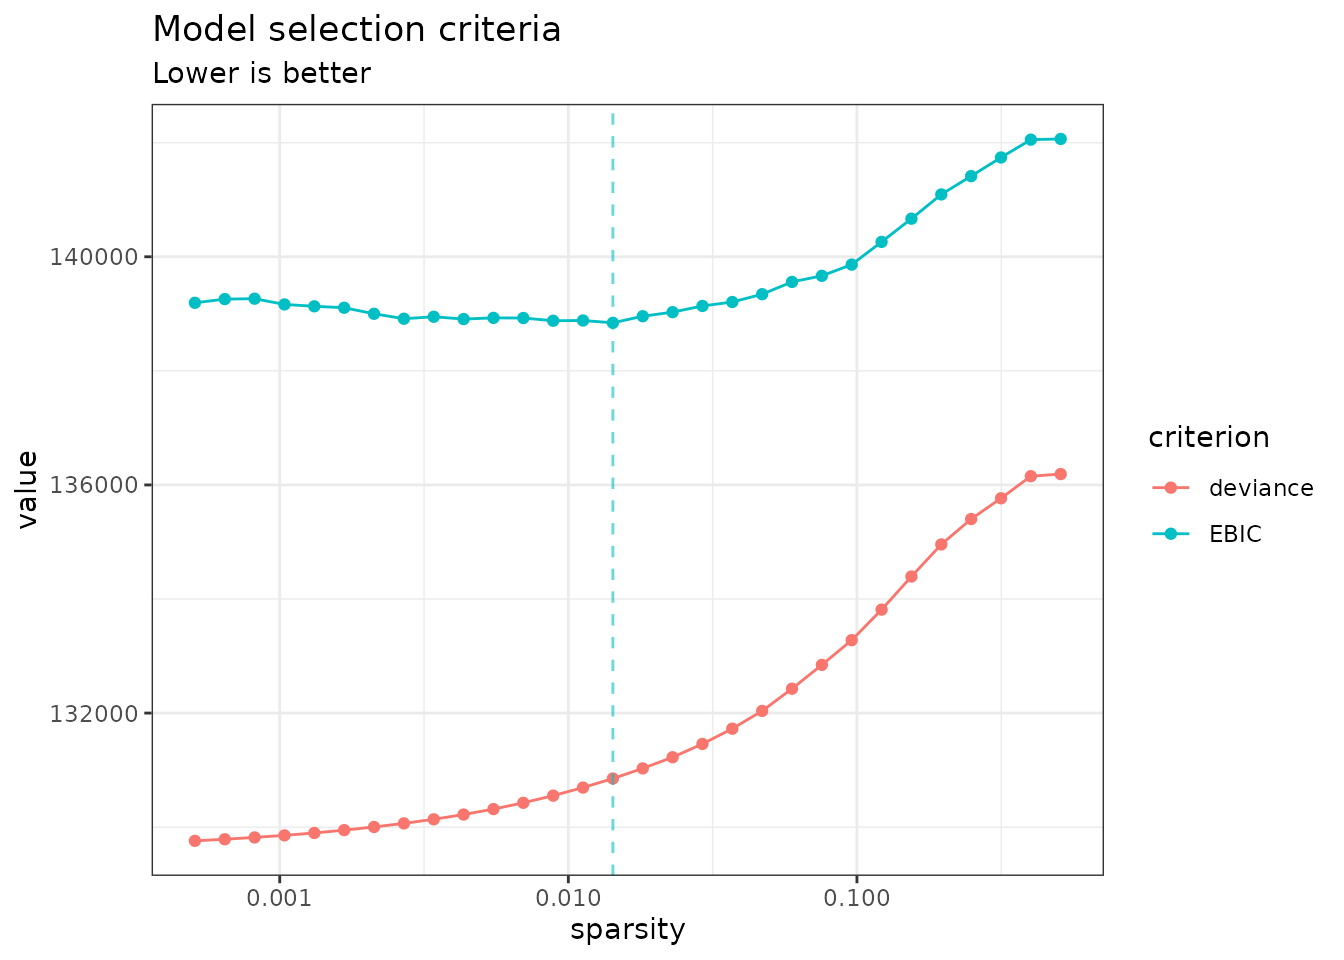 Model selection criteria
Lower is better
140000
136000
132000
value
0.001
0.010
0.100
sparsity
criterion
deviance
EBIC